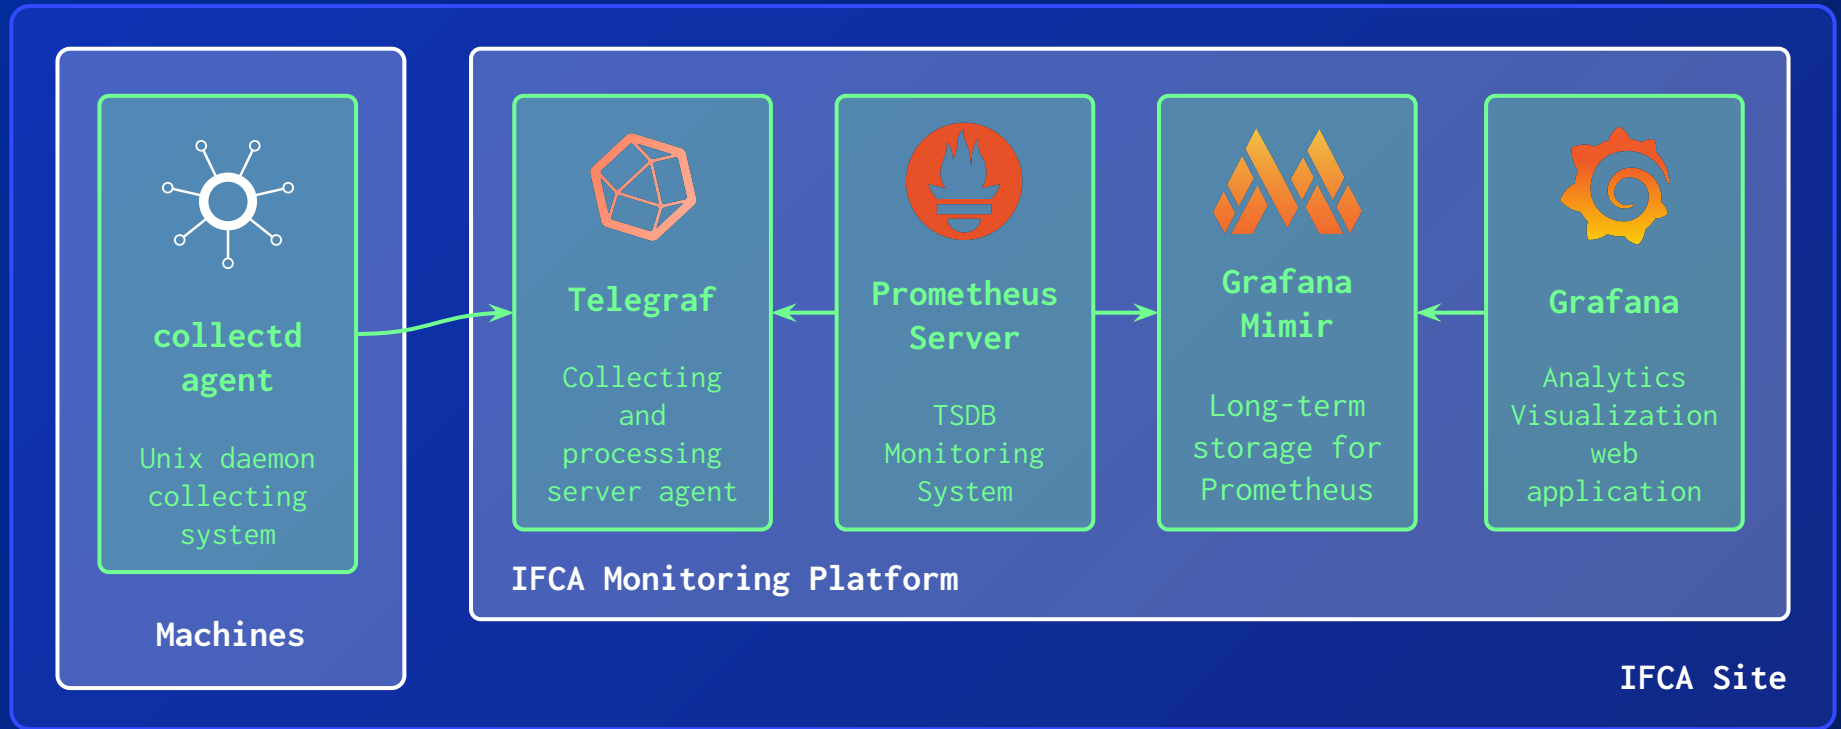 collectd
agent
Unix daemon
collecting
system
Machines
Telegraf
Collecting
and
processing
server agent
Prometheus
Server
TSDB
Monitoring
System
Grafana
Mimir
Long-term
storage for
Prometheus
Grafana
Analytics
Visualization
web
application
IFCA Monitoring Platform
IFCA Site